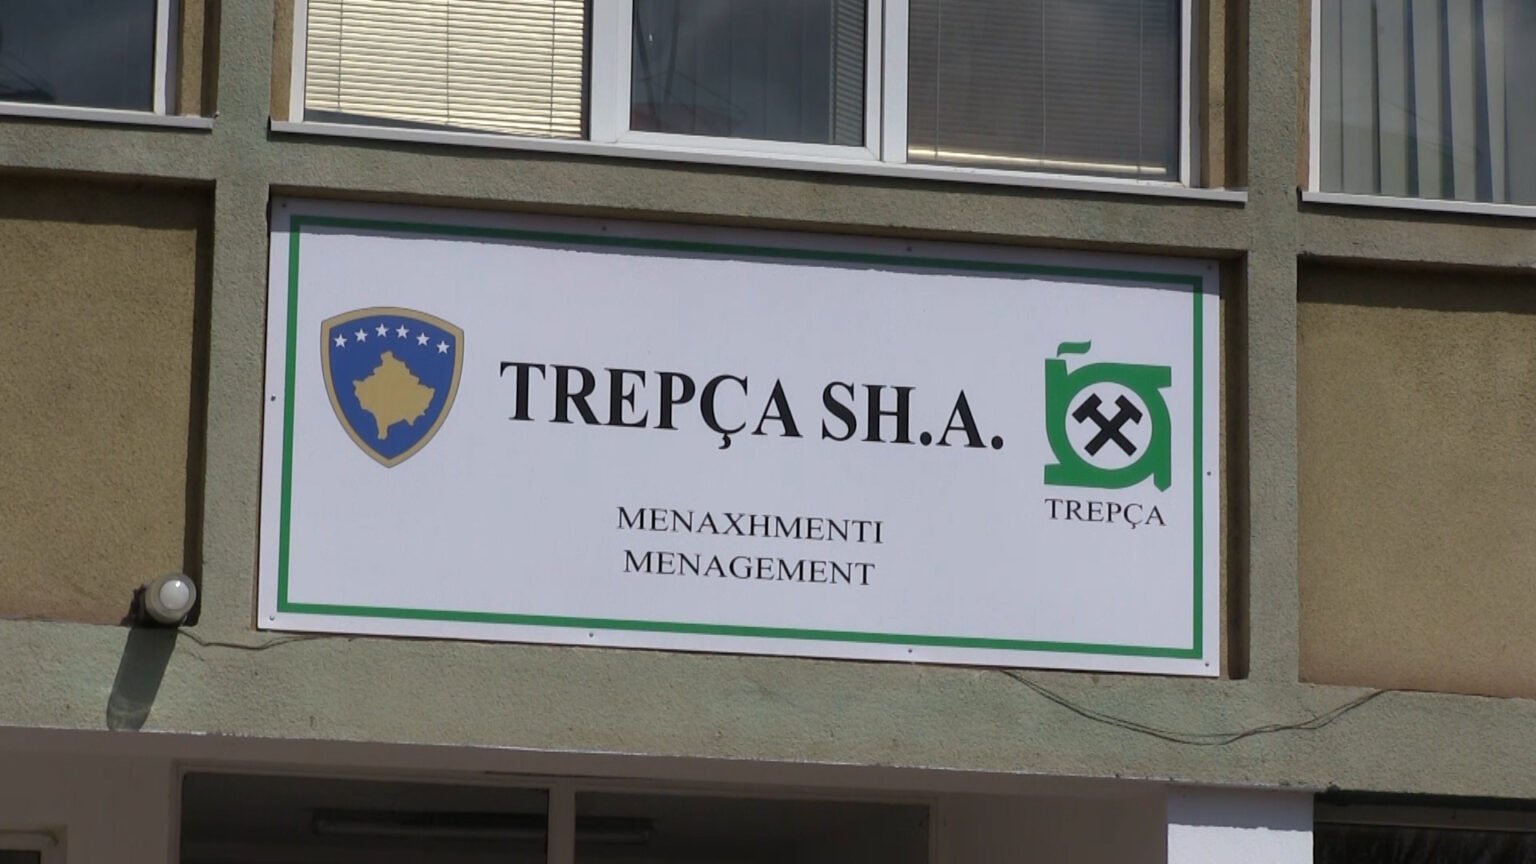 TREPÇA SH.A.
TREPÇA
MENAXHMENTI
MENAGEMENT